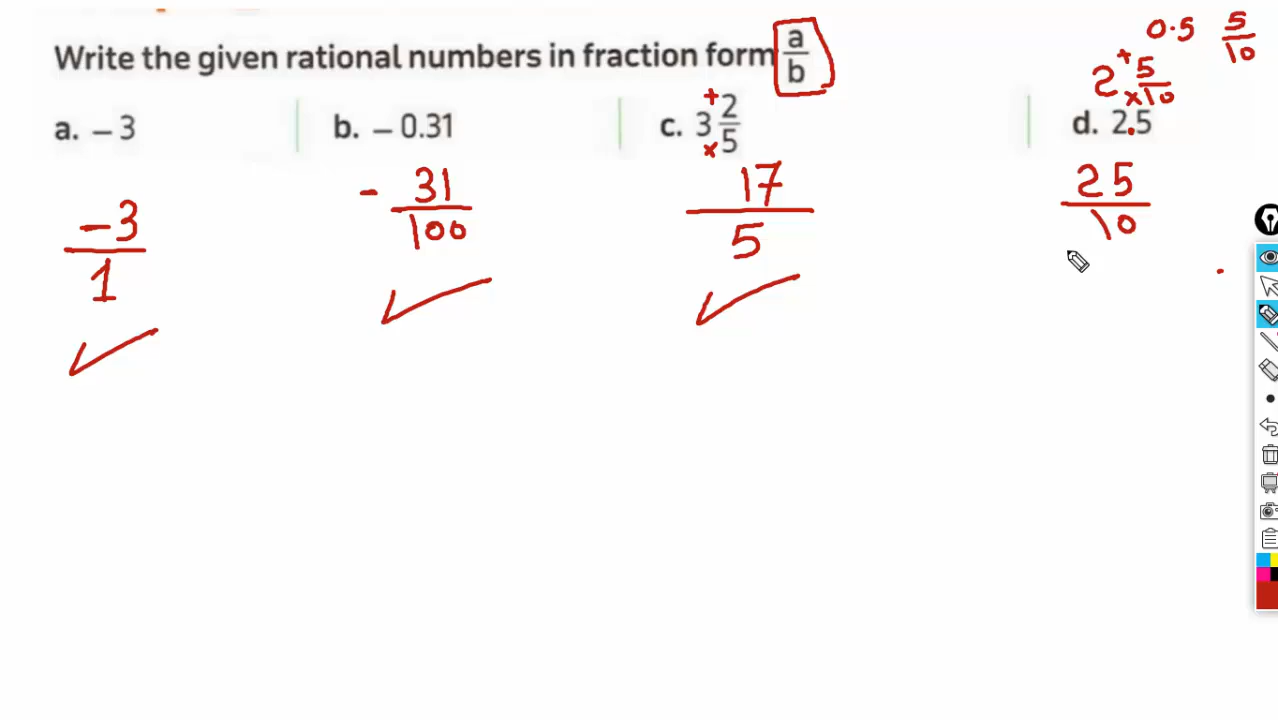 0.5 5/10
2 + 5/10 ×
Write the given rational numbers in fraction form a/b
a. – 3 b. – 0.31 c. 3 2/5 + × d. 2.5
-3/1 - 31/100 17/5 25/10